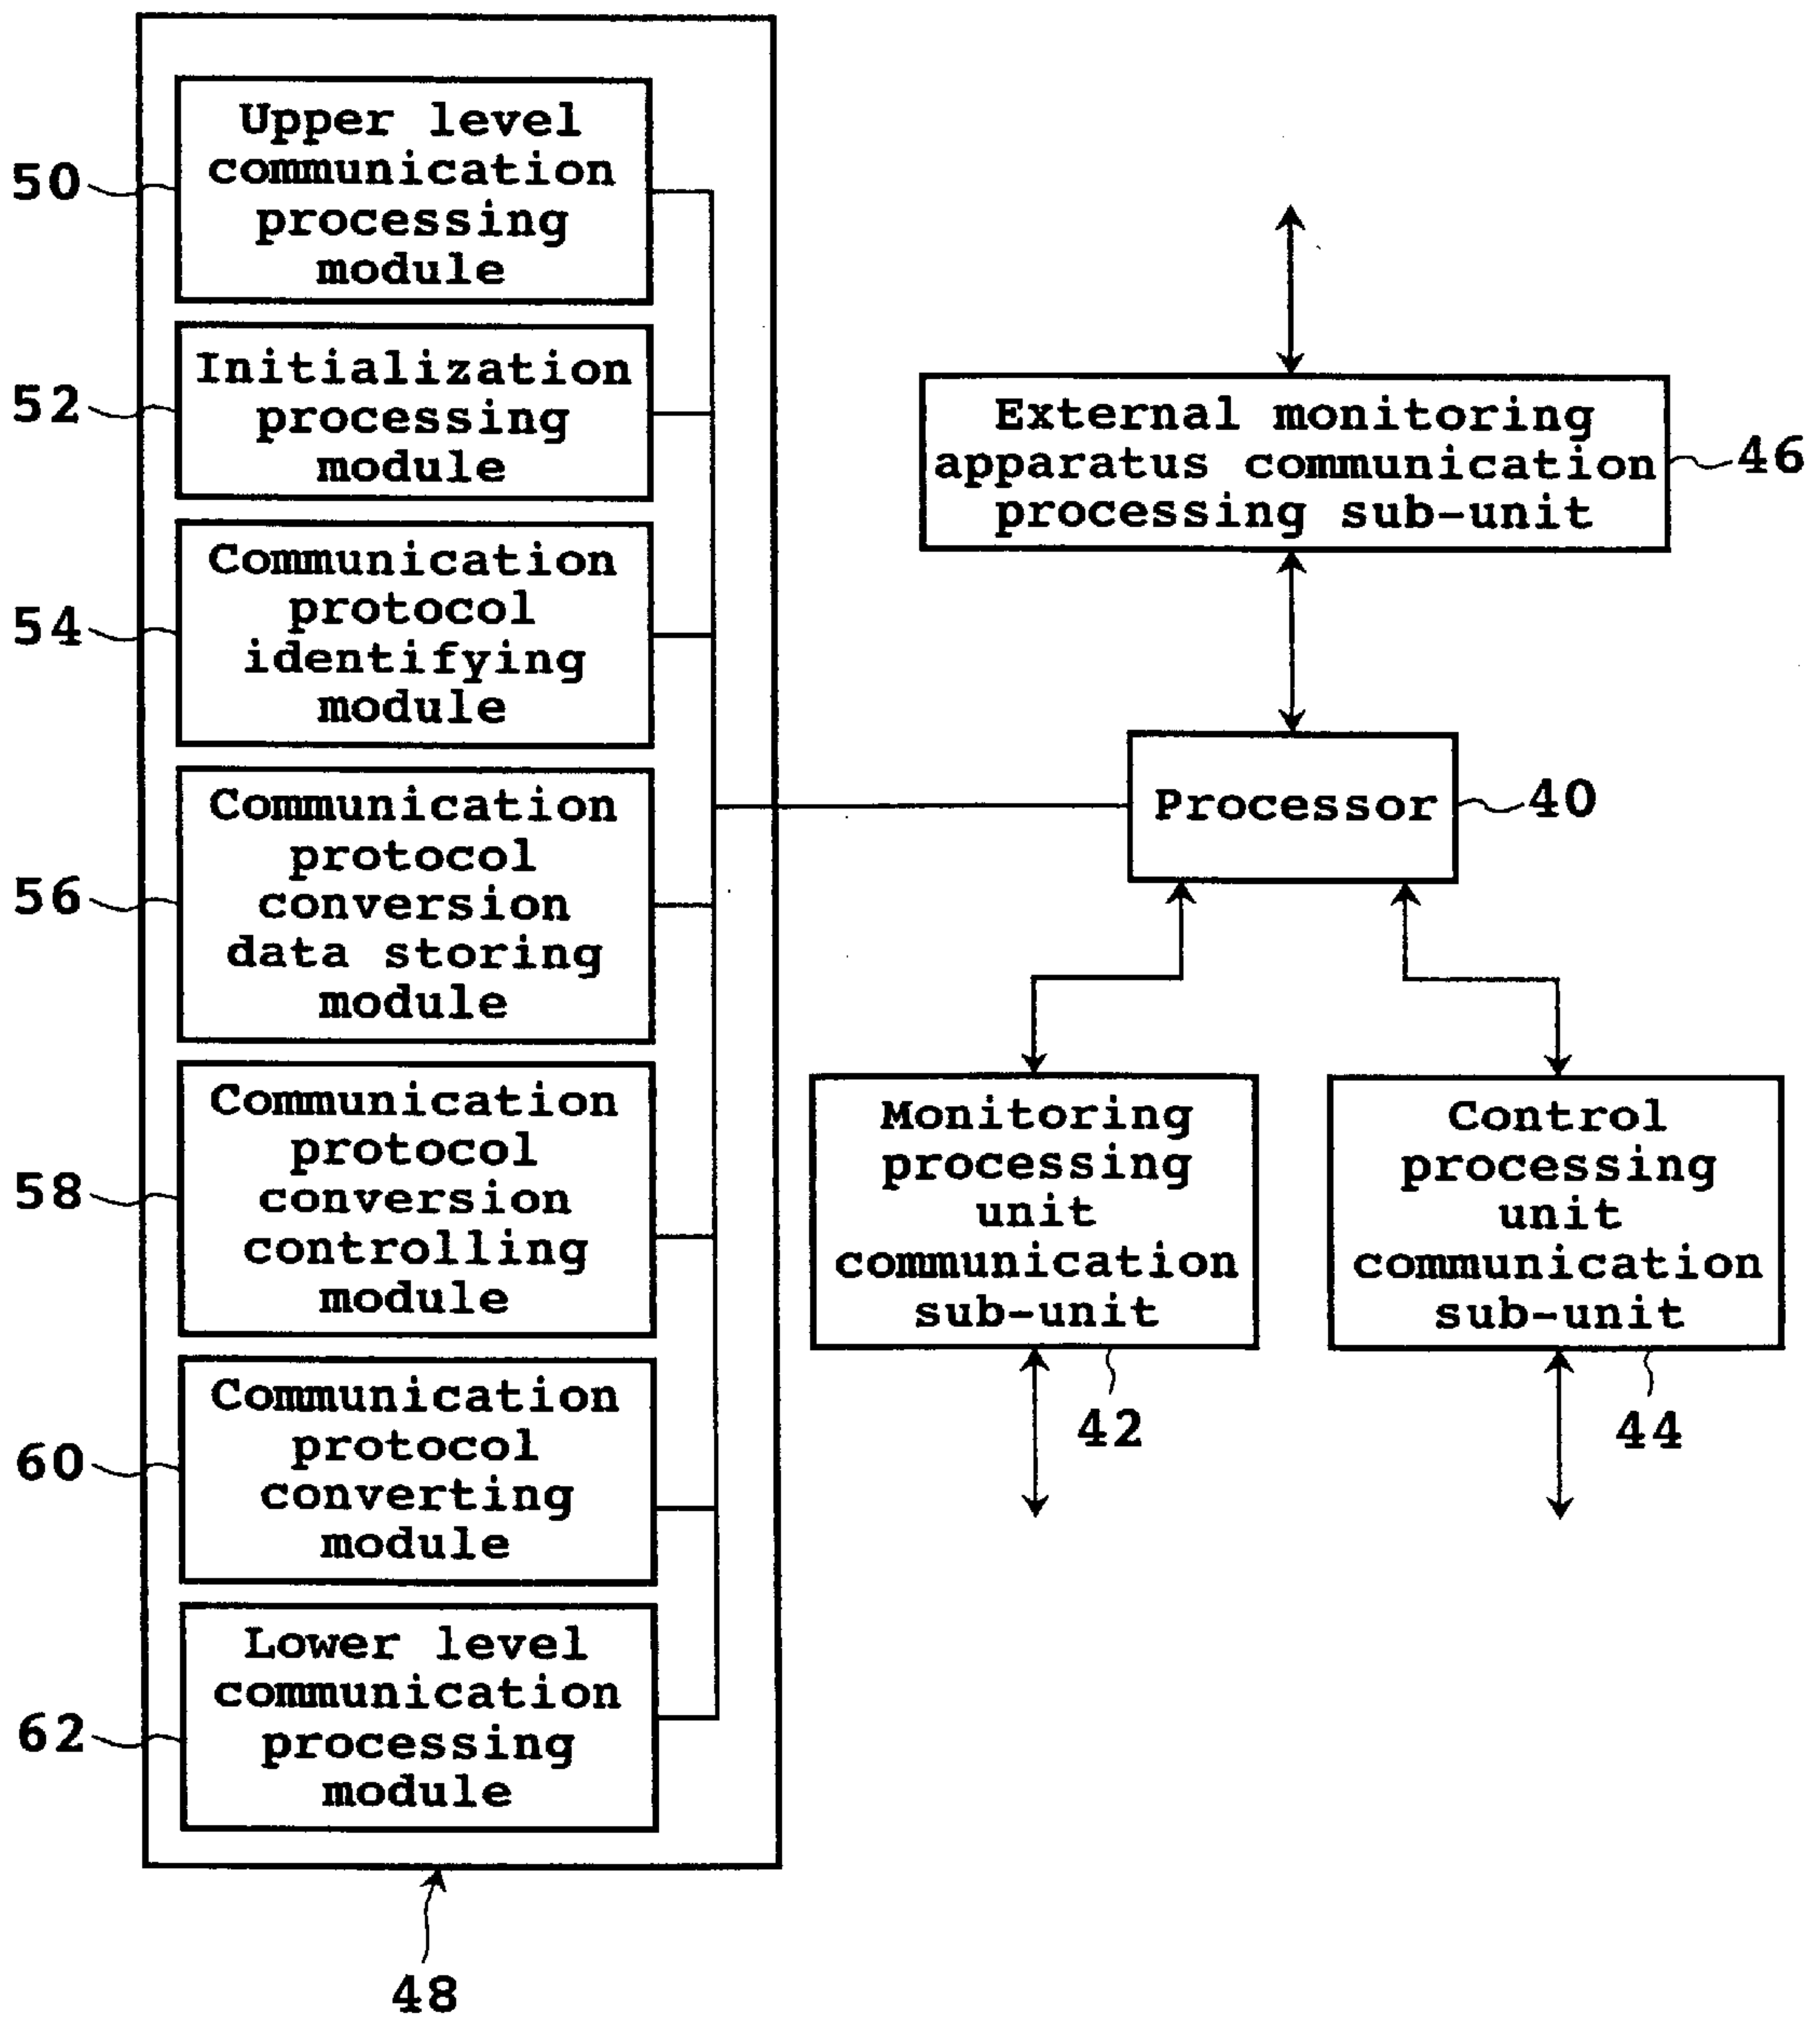 50
Upper level
communication
processing
module
52
Initialization
processing
module
54
Communication
protocol
identifying
module
56
Communication
protocol
conversion
data storing
module
58
Communication
protocol
conversion
controlling
module
60
Communication
protocol
converting
module
62
Lower level
communication
processing
module
48
External monitoring
apparatus communication
processing sub-unit
46
Processor
40
Monitoring
processing
unit
communication
sub-unit
42
Control
processing
unit
communication
sub-unit
44